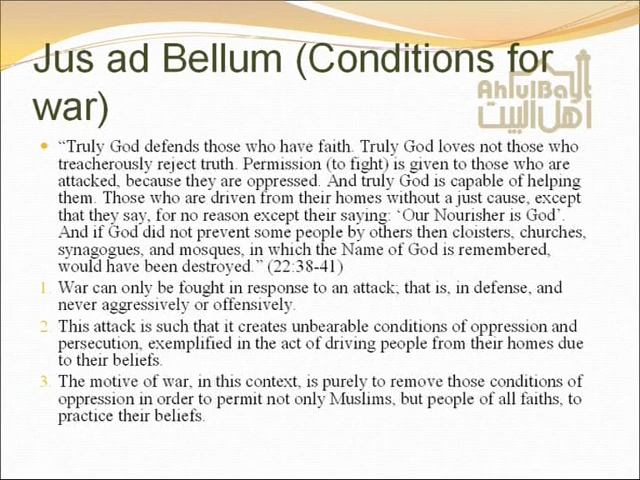 Jus ad Bellum (Conditions for
war)
AhlulBayt
اهل البيت
“Truly God defends those who have faith. Truly God loves not those who
treacherously reject truth. Permission (to fight) is given to those who are
attacked, because they are oppressed. And truly God is capable of helping
them. Those who are driven from their homes without a just cause, except
that they say, for no reason except their saying: ‘Our Nourisher is God’.
And if God did not prevent some people by others then cloisters, churches,
synagogues, and mosques, in which the Name of God is remembered,
would have been destroyed.” (22:38-41)
1. War can only be fought in response to an attack; that is, in defense, and
never aggressively or offensively.
2. This attack is such that it creates unbearable conditions of oppression and
persecution, exemplified in the act of driving people from their homes due
to their beliefs.
3. The motive of war, in this context, is purely to remove those conditions of
oppression in order to permit not only Muslims, but people of all faiths, to
practice their beliefs.